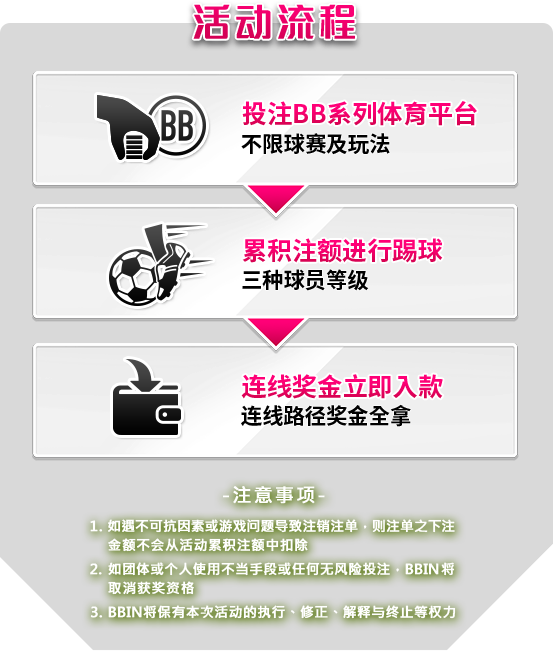 活动流程
BB
投注BB系列体育平台
不限球赛及玩法
累积注额进行踢球
三种球员等级
连线奖金立即入款
连线路径奖金全拿
-注意事项-
1. 如遇不可抗因素或游戏问题导致注销注单，则注单之下注
金额不会从活动累积注额中扣除
2. 如团体或个人使用不当手段或任何无风险投注，BBIN将
取消获奖资格
3. BBIN将保有本次活动的执行、修正、解释与终止等权力